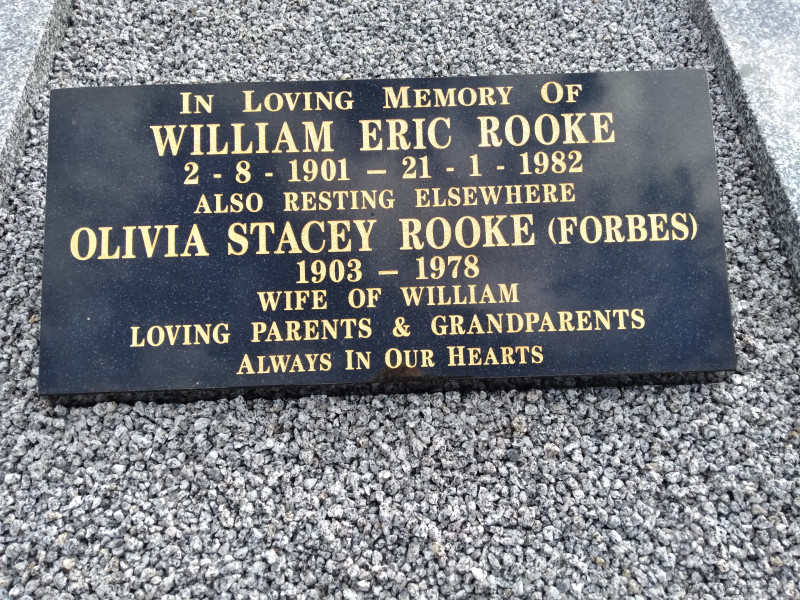 In Loving Memory Of
WILLIAM ERIC ROOKE
2 - 8 - 1901 – 21 - 1 - 1982
ALSO RESTING ELSEWHERE
OLIVIA STACEY ROOKE (FORBES)
1903 – 1978
WIFE OF WILLIAM
LOVING PARENTS & GRANDPARENTS
Always In Our Hearts